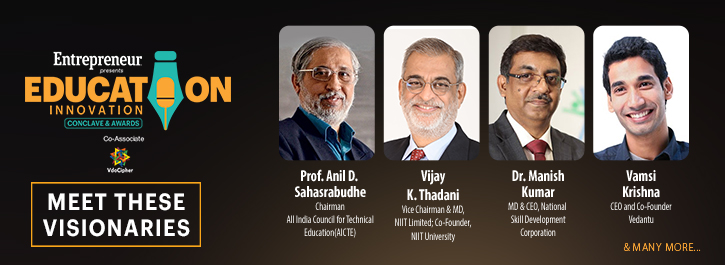 Entrepreneur
presents
EDUCATION
INNOVATION
CONCLAVE & AWARDS
Co-Associate
VdoCipher
MEET THESE
VISIONARIES
Prof. Anil D.
Sahasrabudhe
Chairman
All India Council for Technical
Education(AICTE)
Vijay
K. Thadani
Vice Chairman & MD,
NIIT Limited; Co-Founder,
NIIT University
Dr. Manish
Kumar
MD & CEO, National
Skill Development
Corporation
Vamsi
Krishna
CEO and Co-Founder
Vedantu
& MANY MORE...